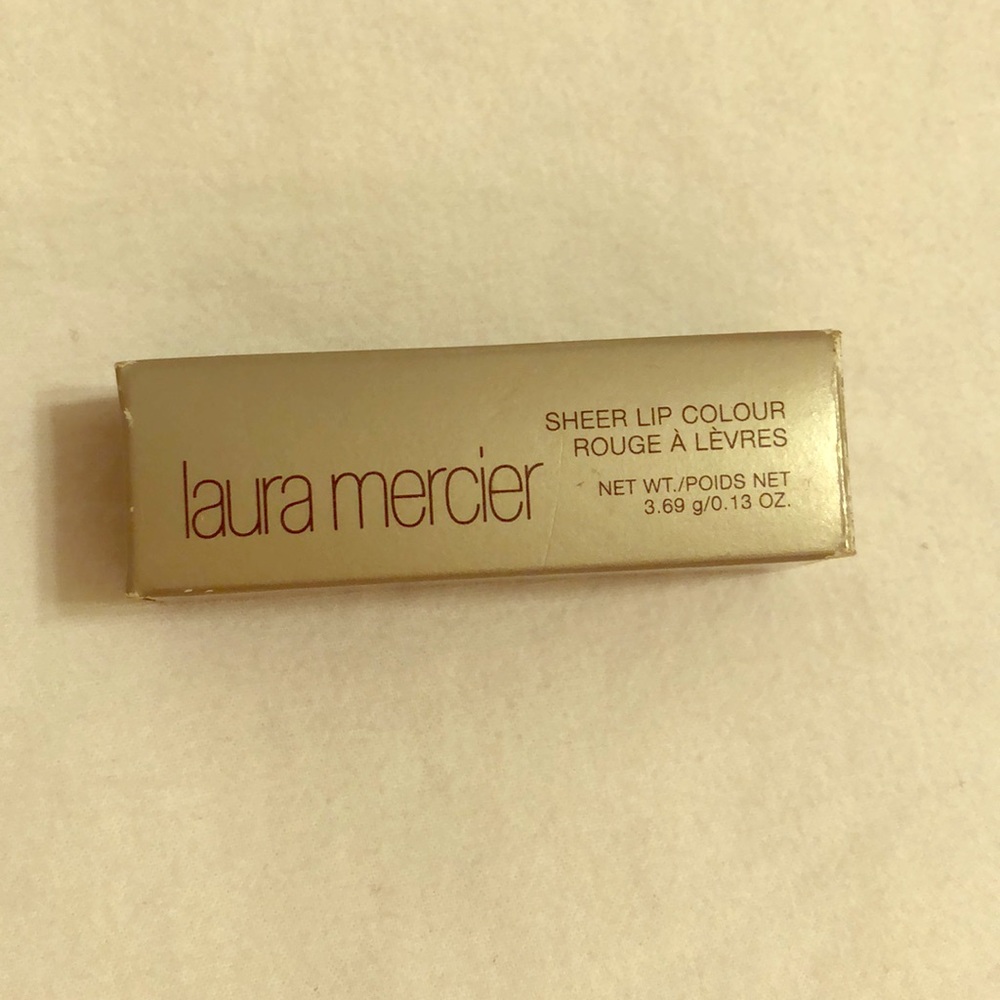 laura mercier
SHEER LIP COLOUR
ROUGE À LÈVRES
NET WT./POIDS NET
3.69 g/0.13 OZ.